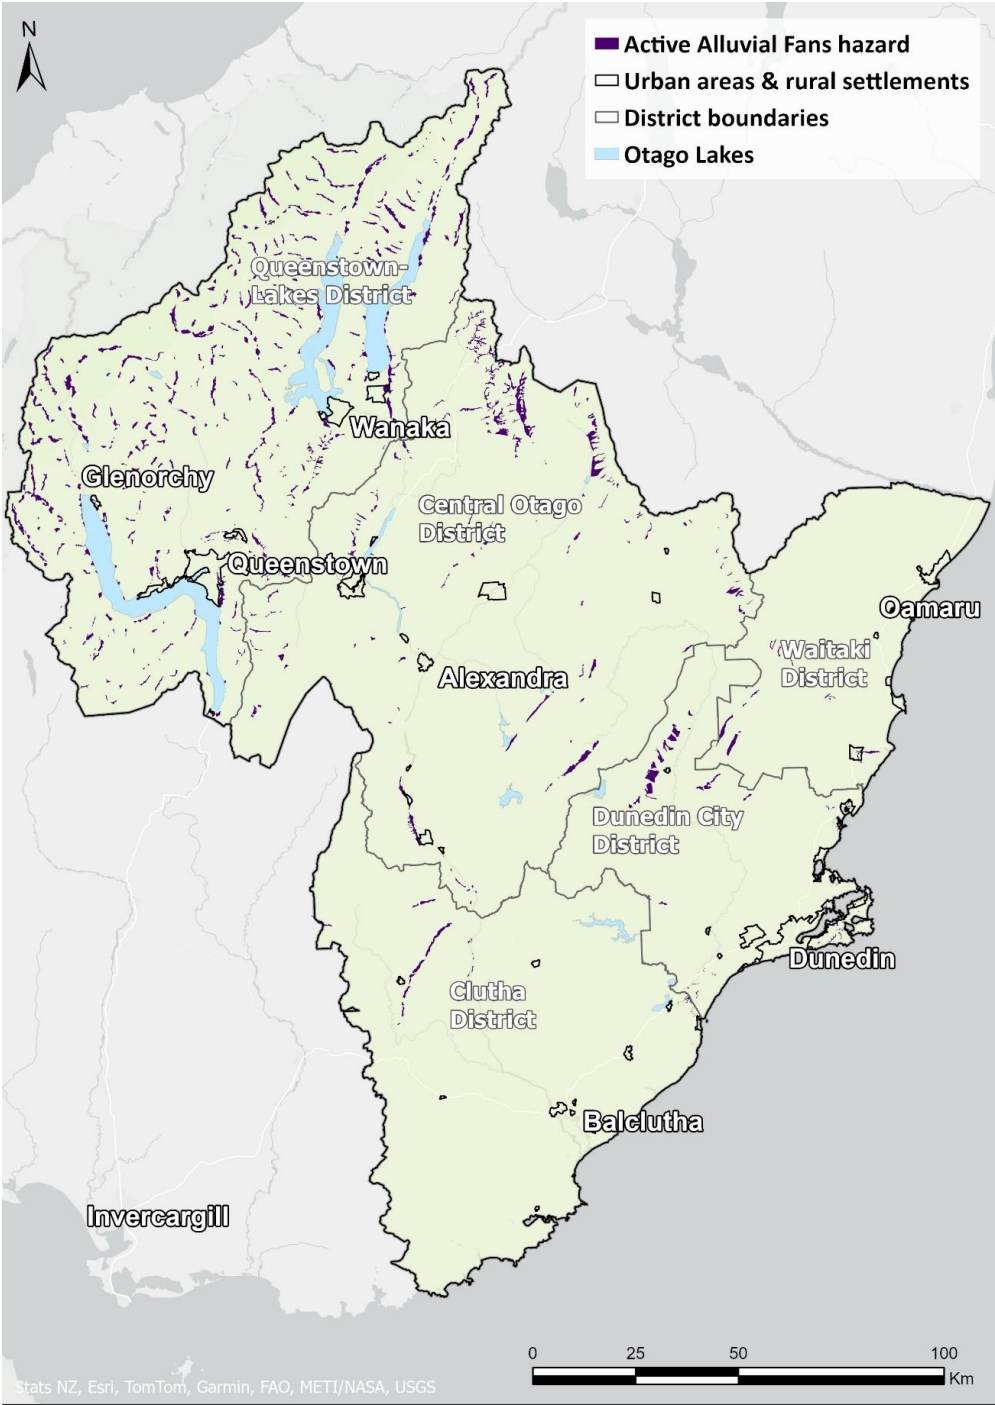 N
Active Alluvial Fans hazard
Urban areas & rural settlements
District boundaries
Otago Lakes
Queenstown-
Lakes District
Wanaka
Glenorchy
Central Otago
District
Queenstown
Oamaru
Waitaki
District
Alexandra
Dunedin City
District
Dunedin
Clutha
District
Balclutha
Invercargill
0 25 50 100
Km
Stats NZ, Esri, TomTom, Garmin, FAO, METI/NASA, USGS